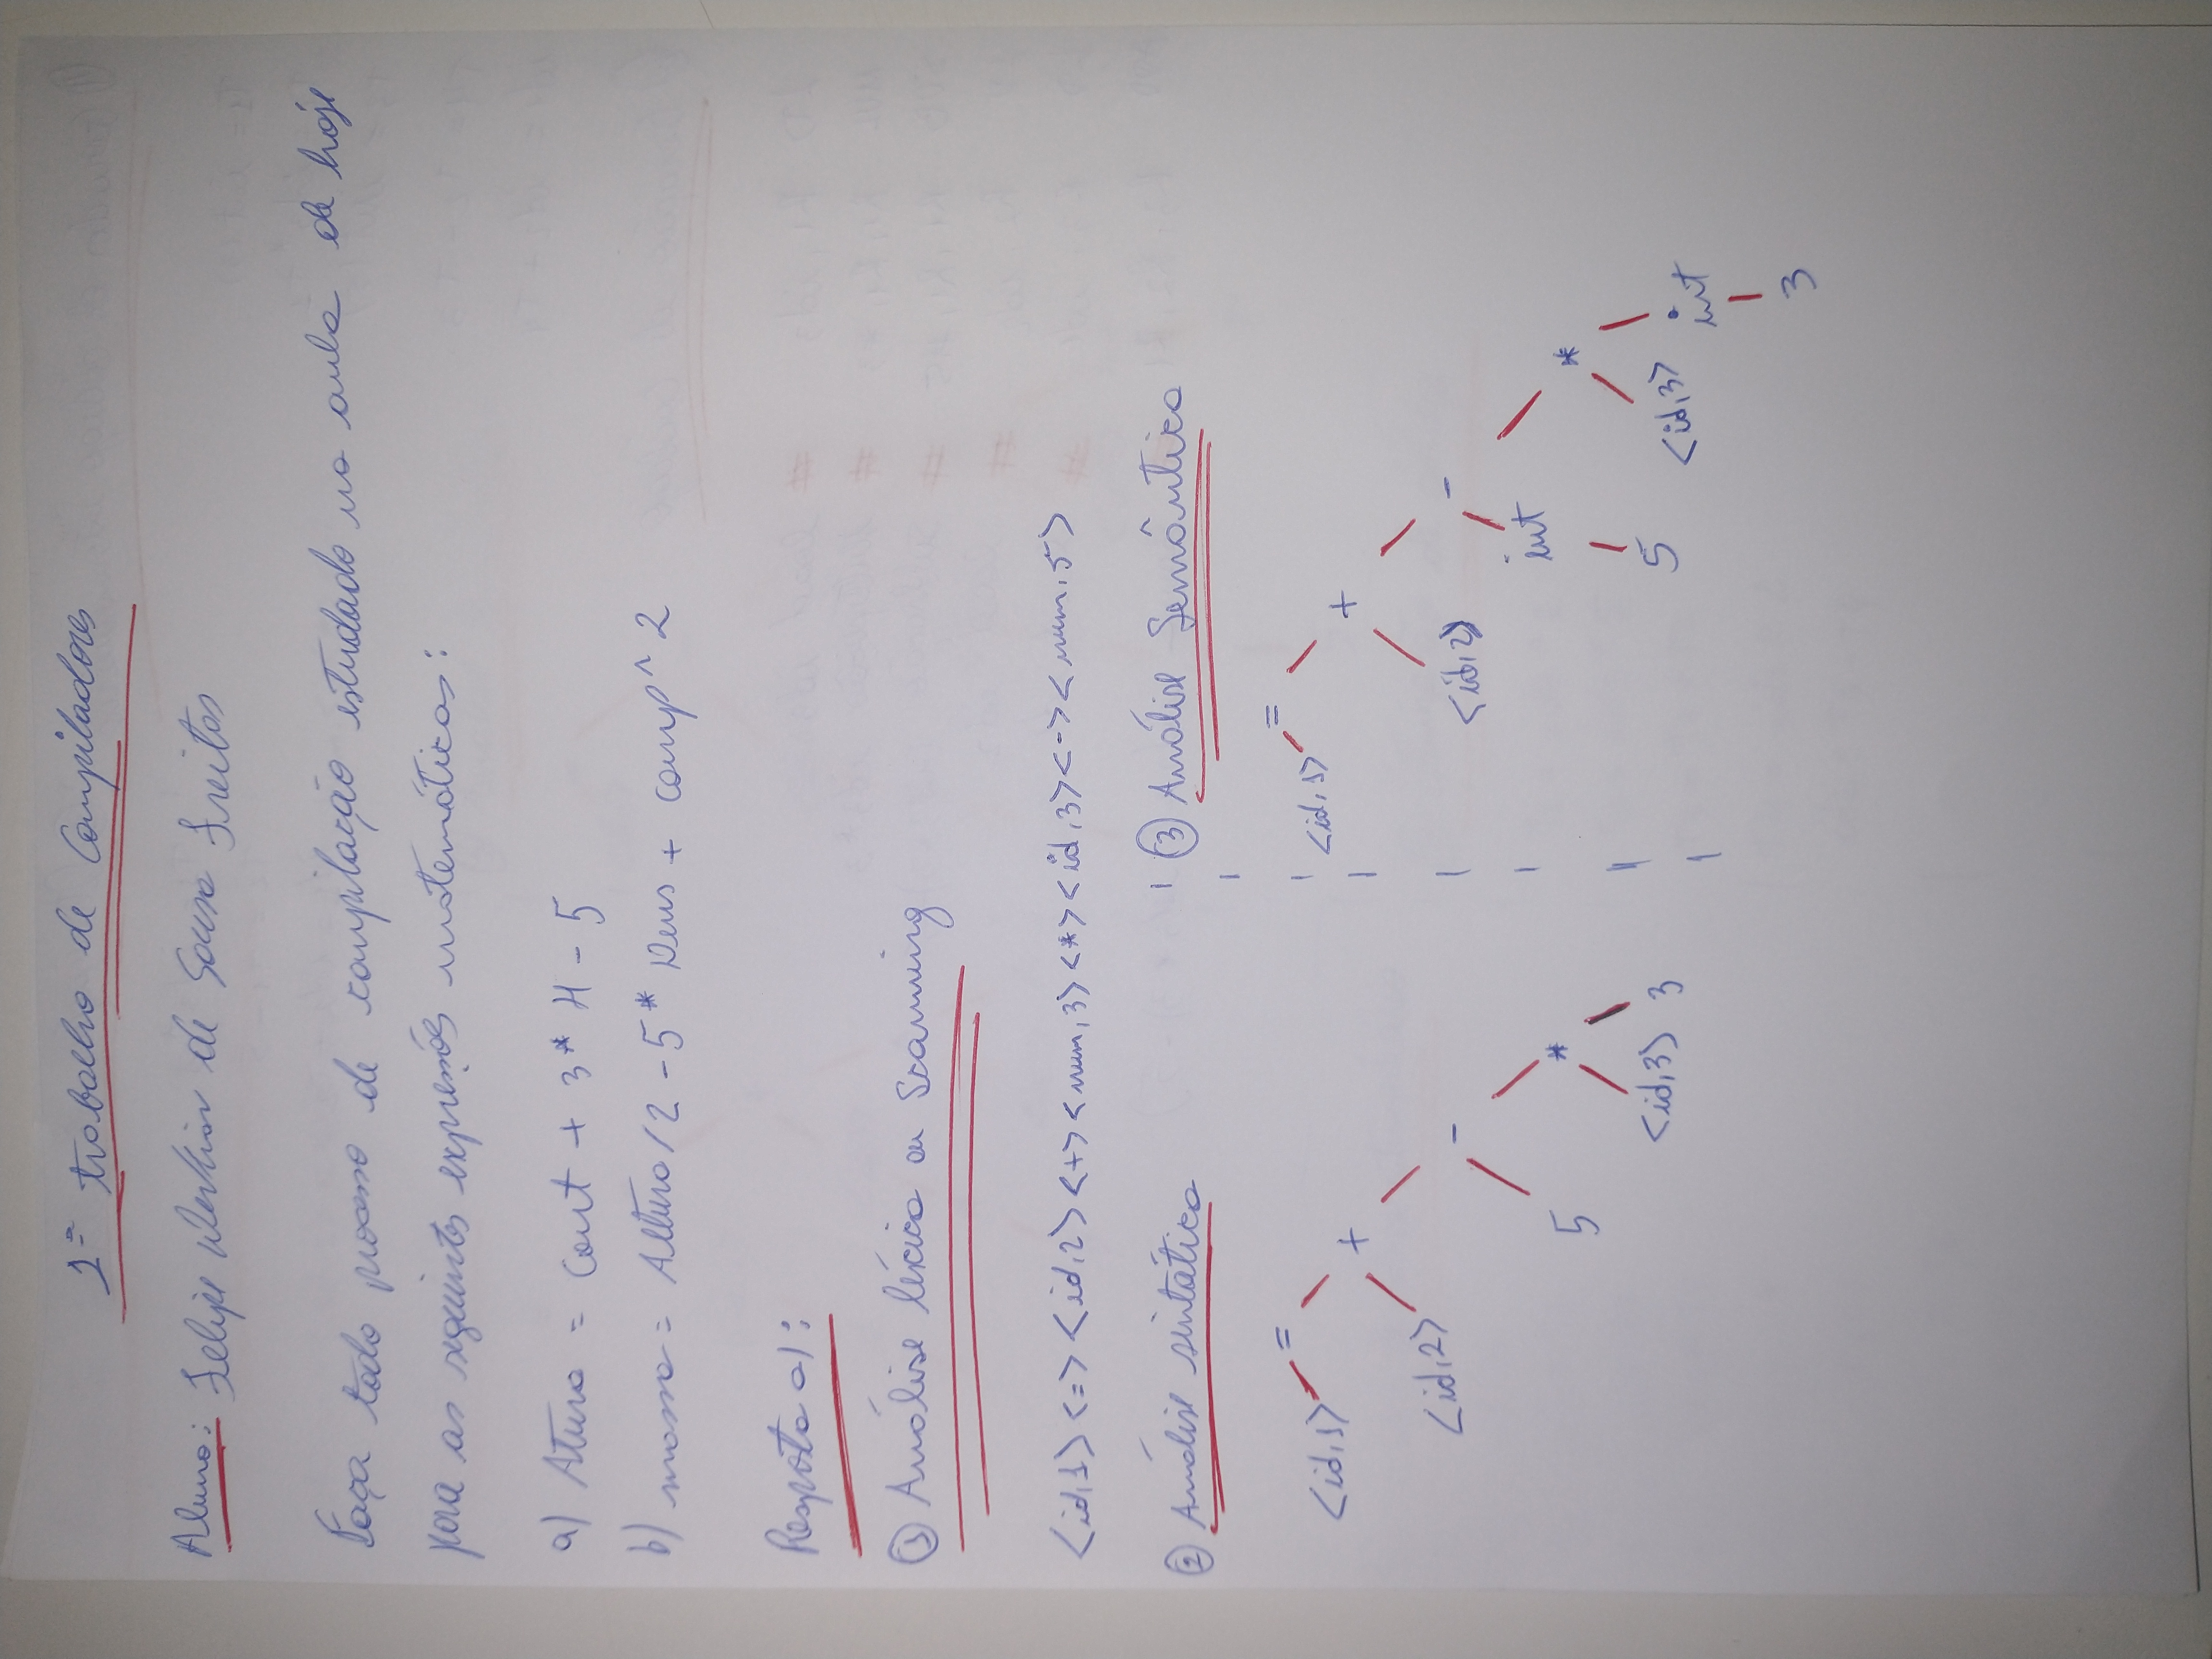 1º trabalho de Compiladores
Aluno: Felipe de Sousa Freitas
Faça todo processo de compilação estudado na aula de hoje
para as seguintes expressões matemáticas:
a) Atura = Cont + 3 * H - 5
b) massa = Altura / 2 - 5 * Deus + comp ^ 2
Resposta a):
① Análise léxica ou Scanning
<id,1> <=> <id,2> <+> <num,3> <*> <id,3> <-> <num,5>
② Análise sintática
=
<id,1>
+
<id,2>
-
5
*
<id,3> 3
③ Análise Semântica
=
<id,1>
+
<id,2>
-
int
*
5
<id,3>
int
3